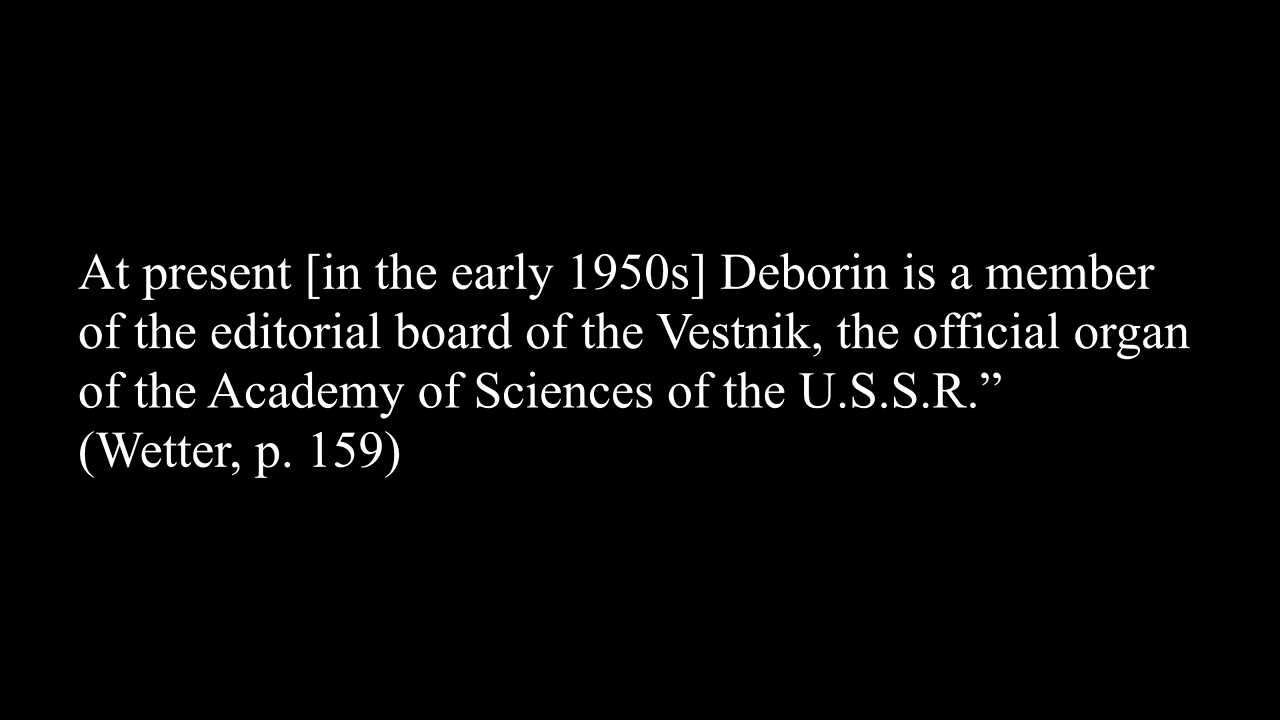 At present [in the early 1950s] Deborin is a member
of the editorial board of the Vestnik, the official organ
of the Academy of Sciences of the U.S.S.R.”
(Wetter, p. 159)